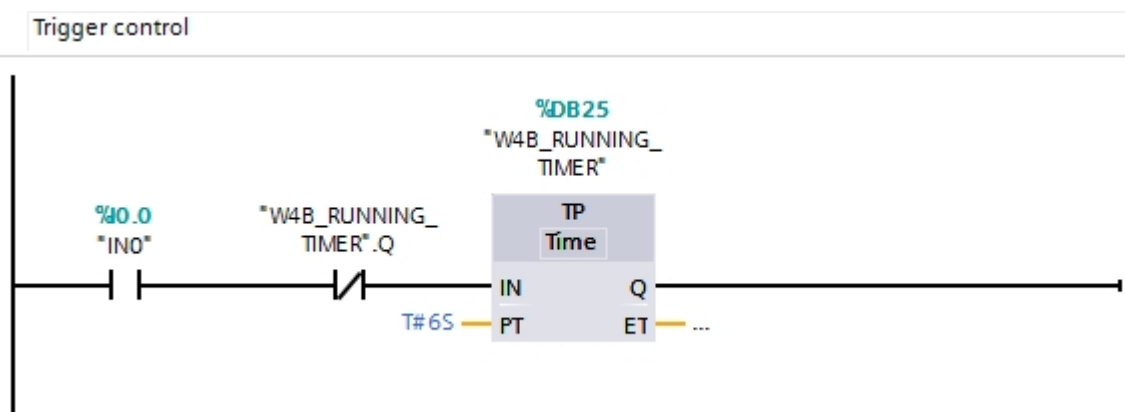 Trigger control
%DB25
"W4B_RUNNING_
TIMER"
TP
Time
%I0.0
"IN0"
"W4B_RUNNING_
TIMER".Q
IN
Q
T#6S
PT
ET
...